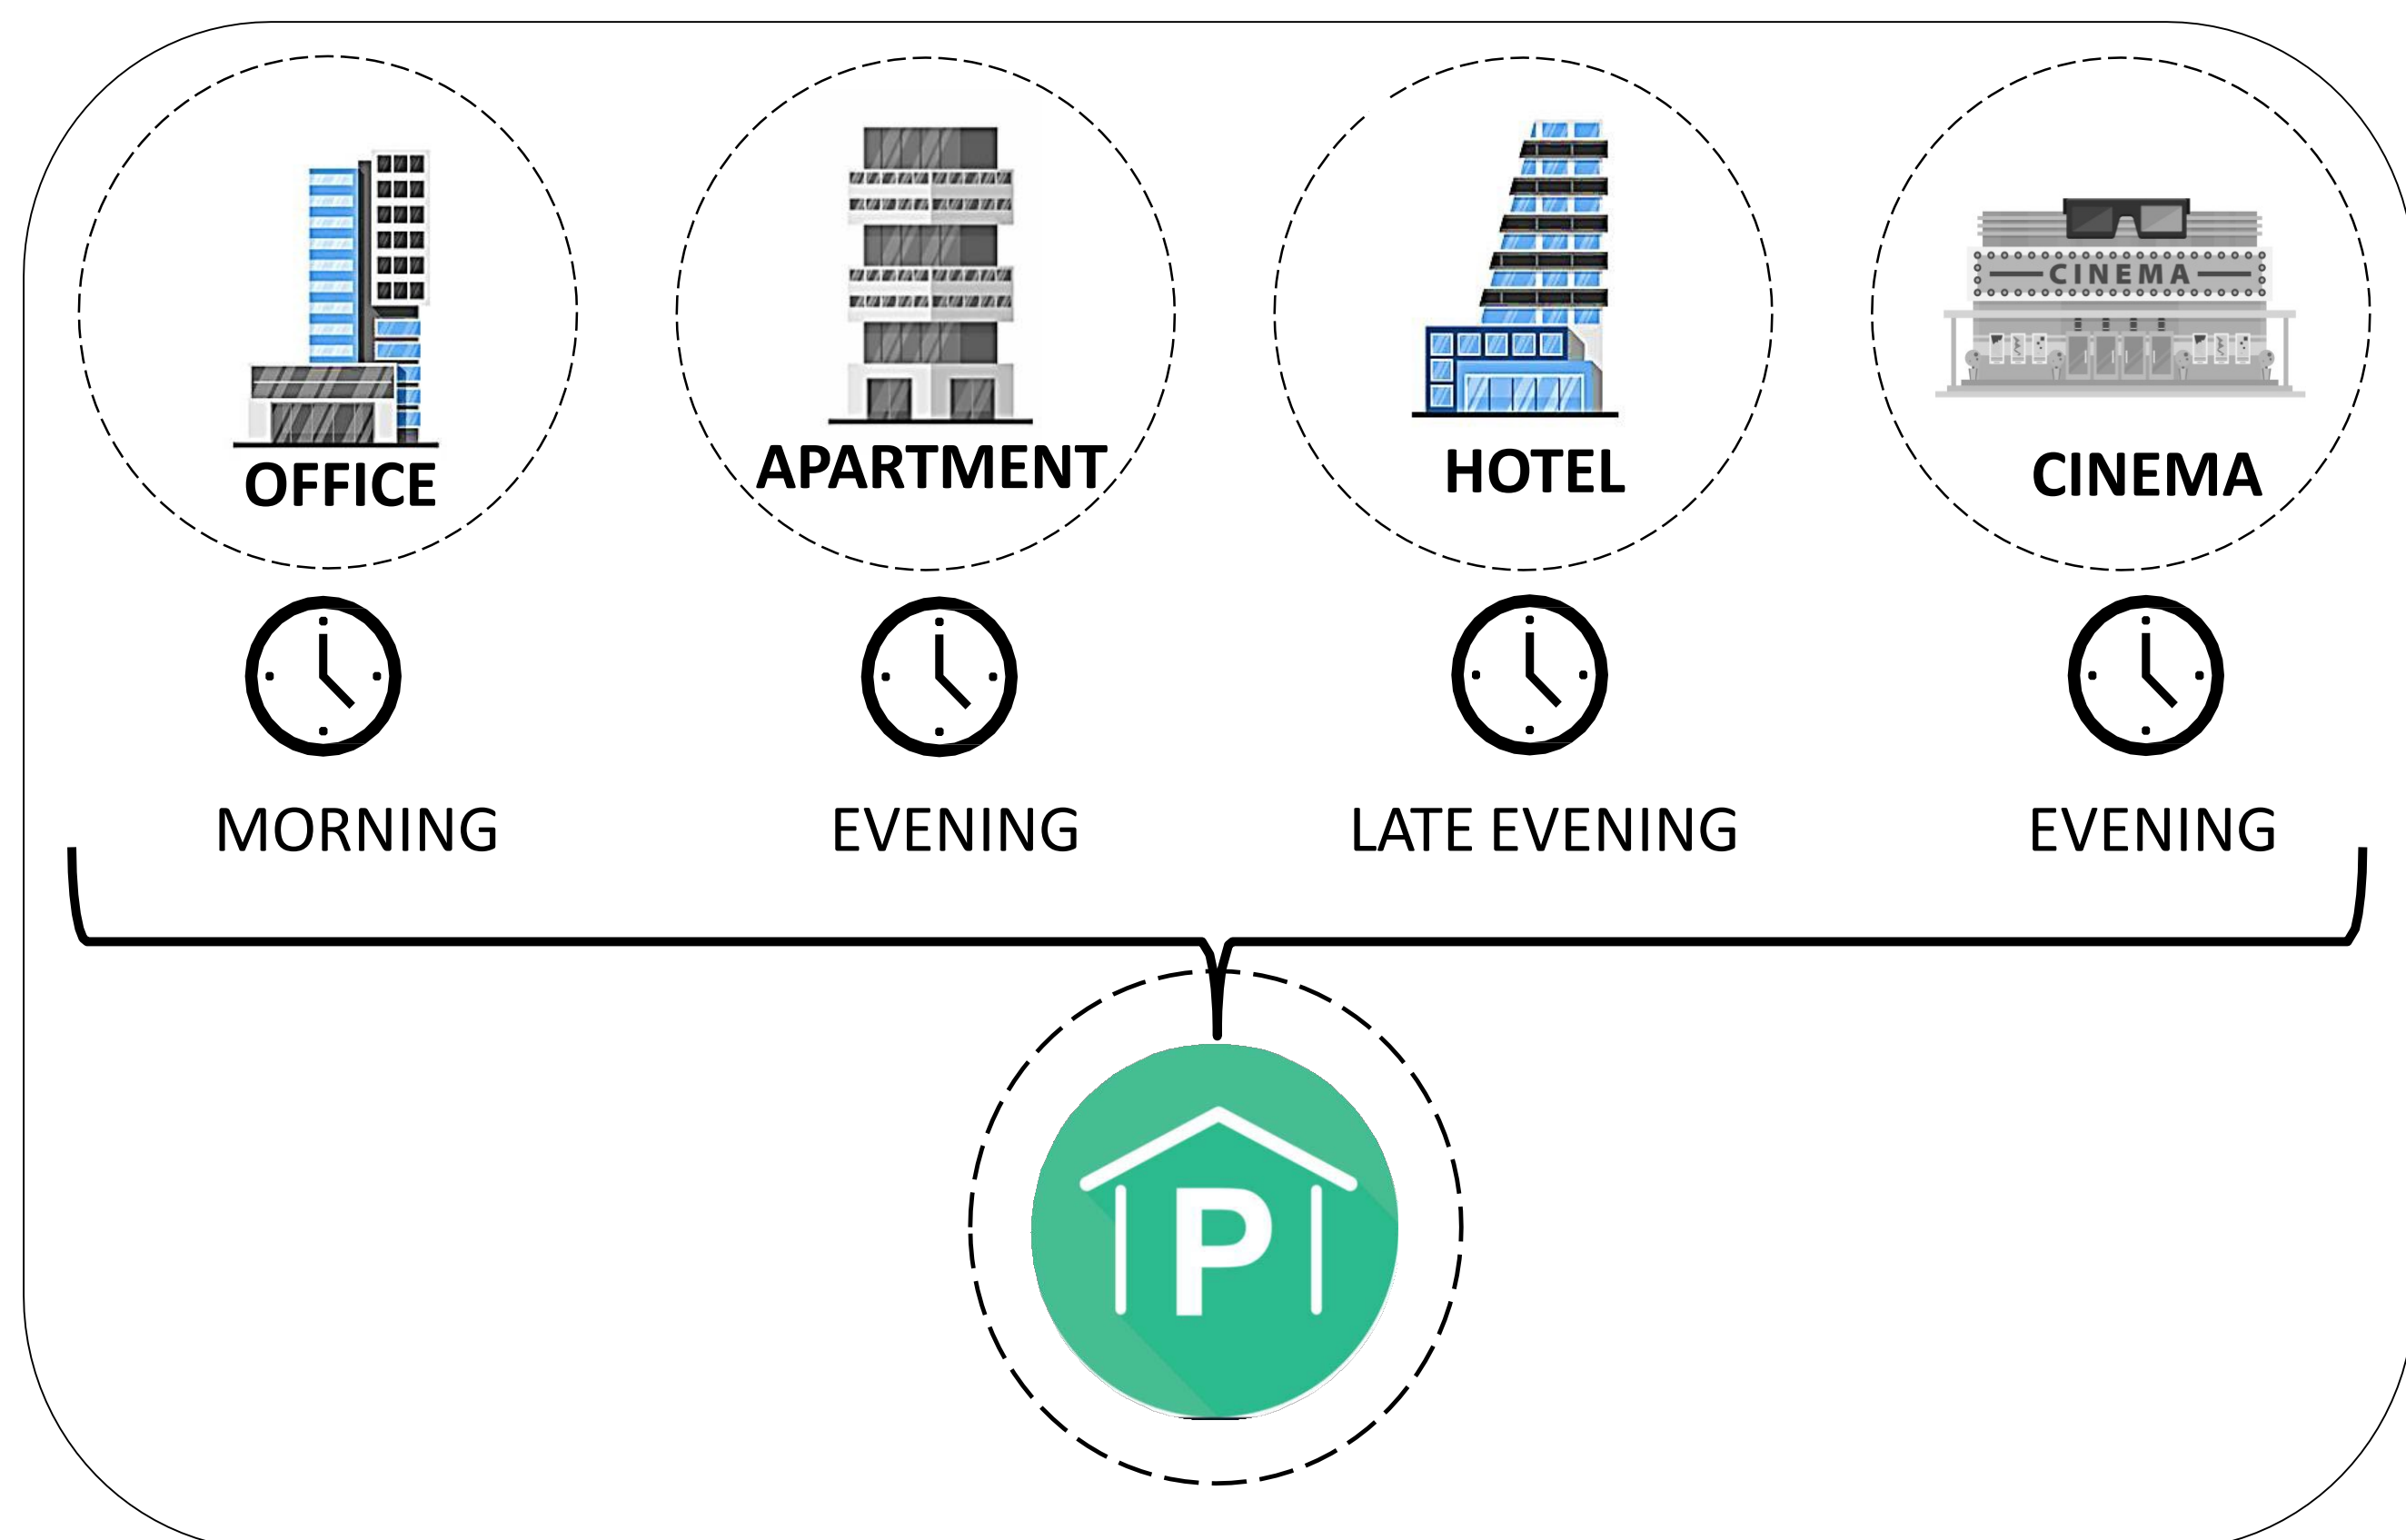 CINEMA
OFFICE
APARTMENT
HOTEL
CINEMA
MORNING
EVENING
LATE EVENING
EVENING
P